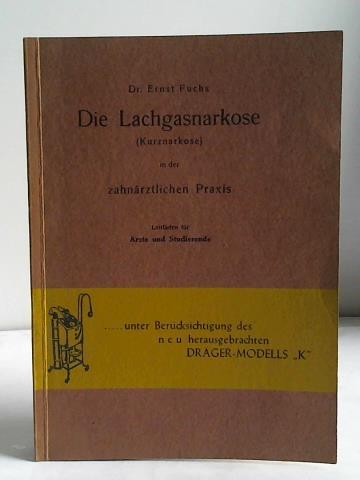 Dr. Ernst Fuchs
Die Lachgasnarkose
(Kurznarkose)
in der
zahnärztlichen Praxis
Leitfaden für
Ärzte und Studierende
.....unter Berücksichtigung des
neu herausgebrachten
DRÄGER-MODELLS „K"